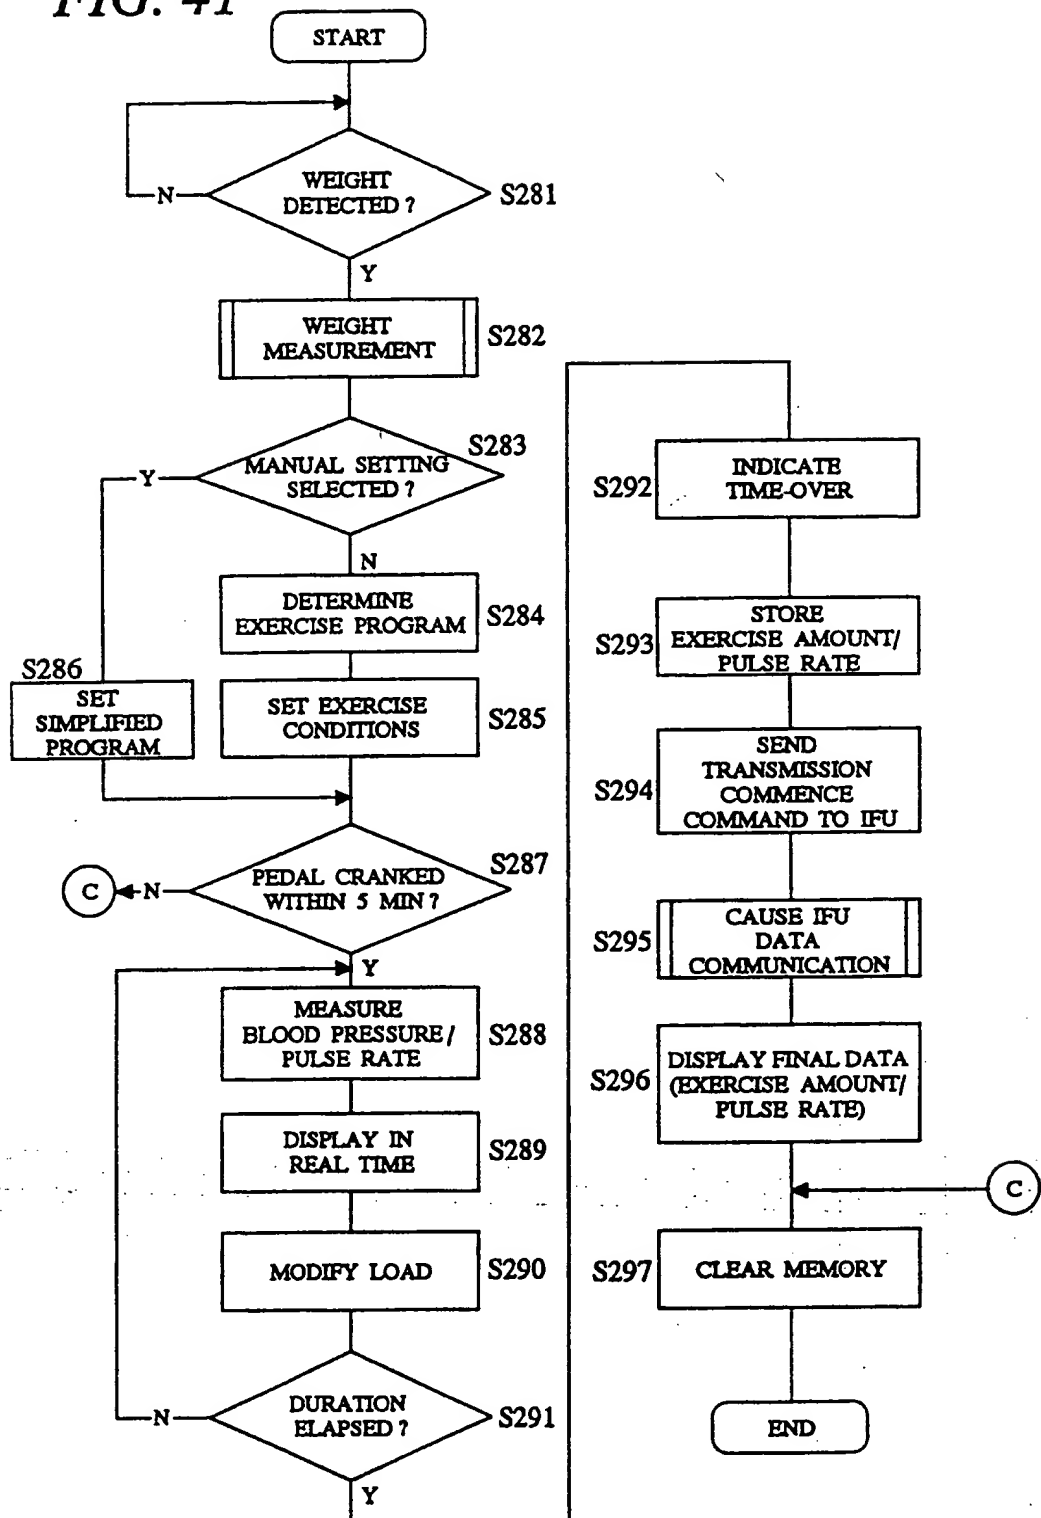 FIG. 41
START
WEIGHT
DETECTED ?
S281
N
Y
WEIGHT
MEASUREMENT
S282
MANUAL SETTING
SELECTED ?
S283
Y
N
DETERMINE
EXERCISE PROGRAM
S284
SET EXERCISE
CONDITIONS
S285
S286
SET
SIMPLIFIED
PROGRAM
PEDAL CRANKED
WITHIN 5 MIN ?
S287
N
C
Y
MEASURE
BLOOD PRESSURE /
PULSE RATE
S288
DISPLAY IN
REAL TIME
S289
MODIFY LOAD
S290
DURATION
ELAPSED ?
S291
N
Y
INDICATE
TIME-OVER
S292
STORE
EXERCISE AMOUNT/
PULSE RATE
S293
SEND
TRANSMISSION
COMMENCE
COMMAND TO IFU
S294
CAUSE IFU
DATA
COMMUNICATION
S295
DISPLAY FINAL DATA
(EXERCISE AMOUNT/
PULSE RATE)
S296
C
CLEAR MEMORY
S297
END